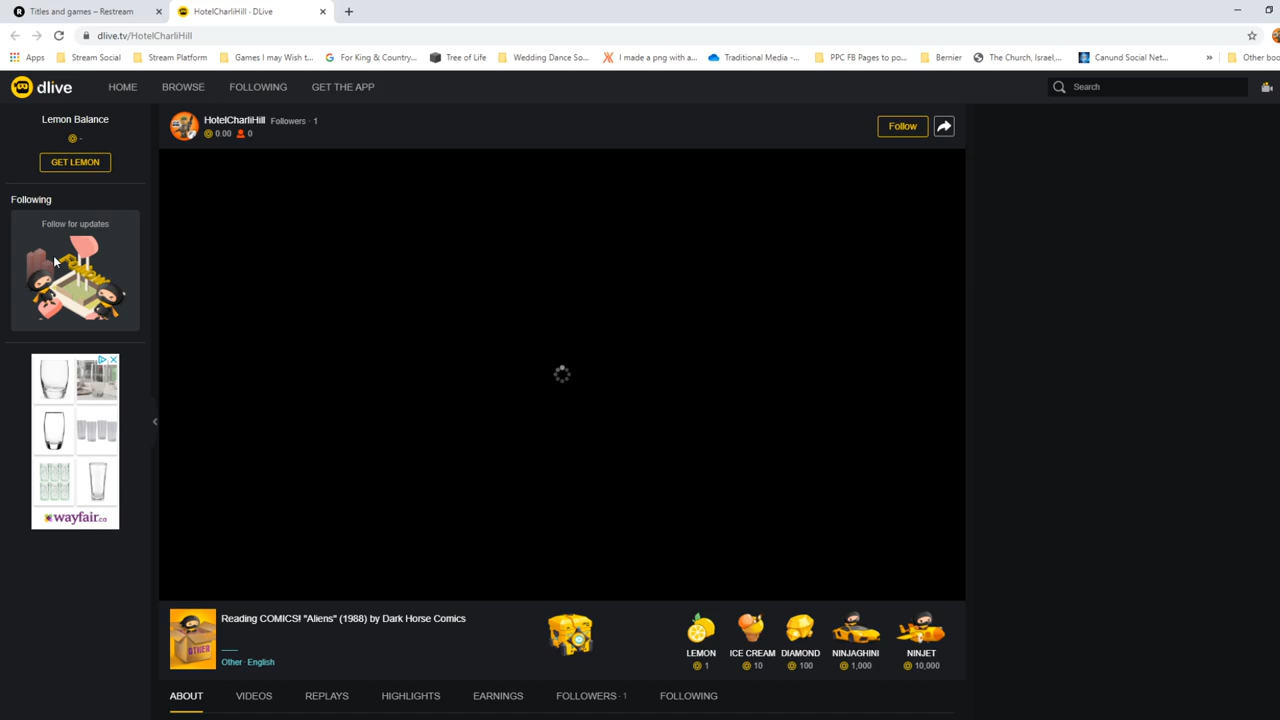 Titles and games – Restream
HotelCharliHill - DLive
dlive.tv/HotelCharliHill
Apps
Stream Social
Stream Platform
Games I may Wish t...
For King & Country...
Tree of Life
Wedding Dance So...
I made a png with a...
Traditional Media -...
PPC FB Pages to po...
Bernier
The Church, Israel,...
Canund Social Net...
»
Other boo
dlive
HOME
BROWSE
FOLLOWING
GET THE APP
Search
Lemon Balance
-
GET LEMON
Following
Follow for updates
wayfair.ca
HotelCharliHill
Followers · 1
0.00
0
Follow
Reading COMICS! "Aliens" (1988) by Dark Horse Comics
OTHER
Other · English
LEMON
1
ICE CREAM
10
DIAMOND
100
NINJAGHINI
1,000
NINJET
10,000
ABOUT
VIDEOS
REPLAYS
HIGHLIGHTS
EARNINGS
FOLLOWERS · 1
FOLLOWING